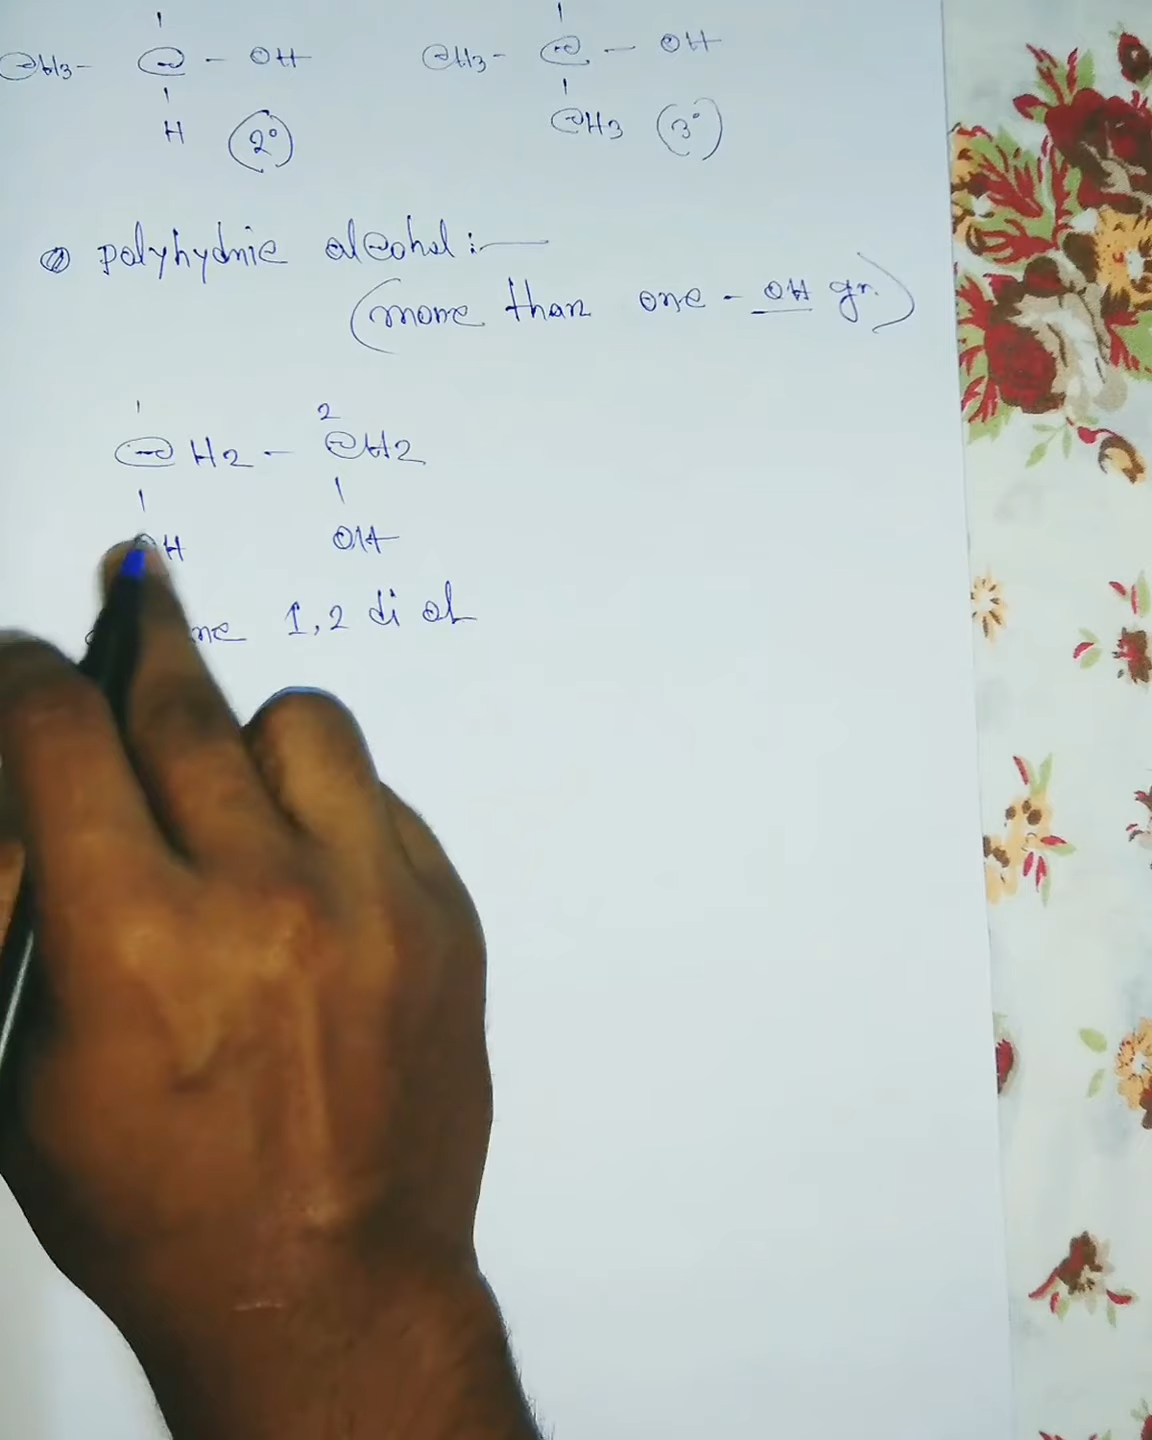 CH3- C - OH CH3- C - OH
H (2°) CH3 (3°)
polyhydric alcohol :—
(more than one - OH gr.)
1 2
CH2 - CH2
OH OH
1,2 di ol